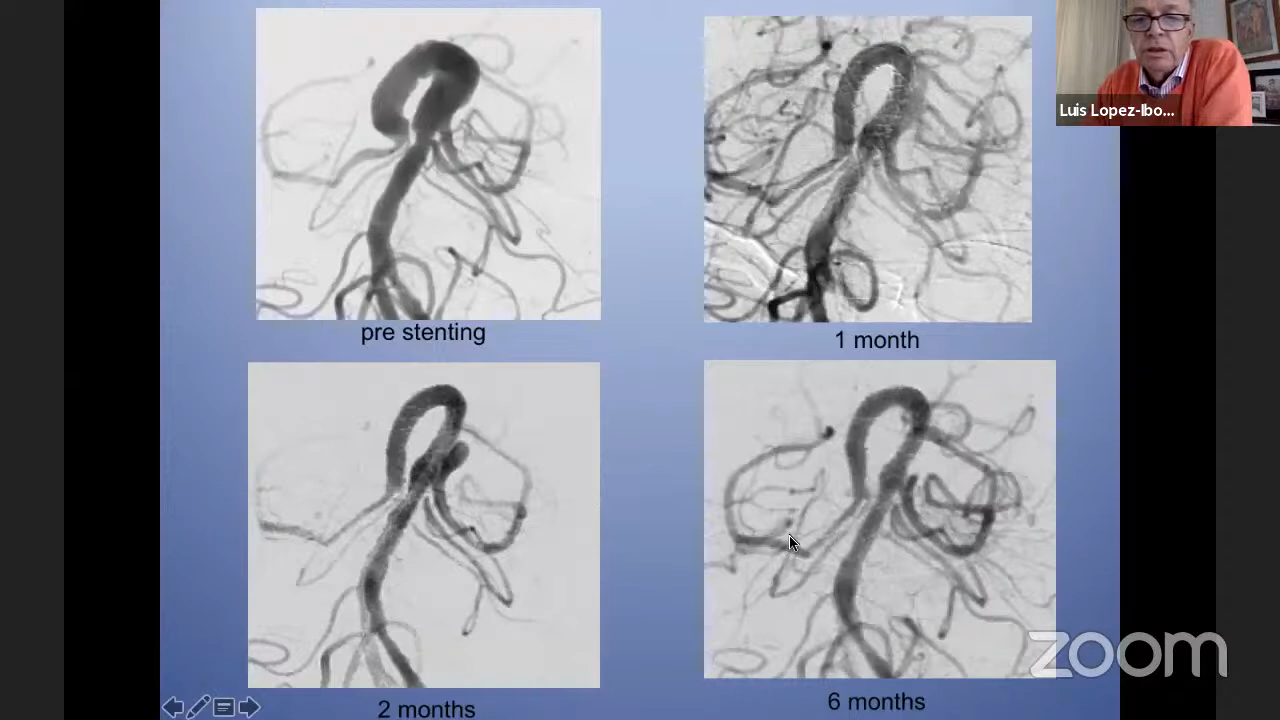 Luis Lopez-Ibo...
pre stenting
1 month
2 months
6 months
zoom